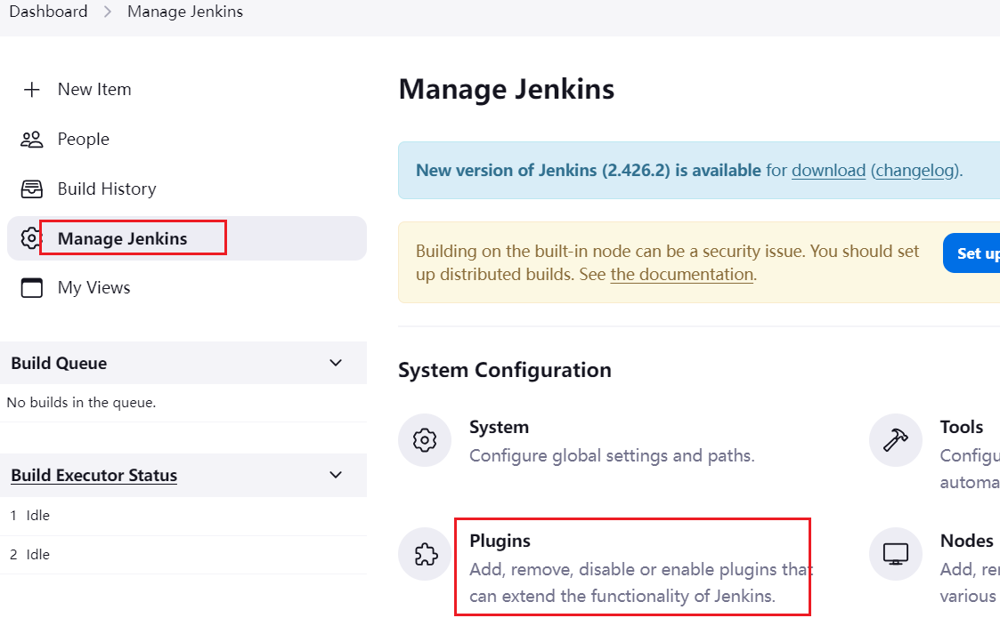 Dashboard > Manage Jenkins
New Item
People
Build History
Manage Jenkins
My Views
Build Queue
No builds in the queue.
Build Executor Status
1 Idle
2 Idle
Manage Jenkins
New version of Jenkins (2.426.2) is available for download (changelog).
Building on the built-in node can be a security issue. You should set
up distributed builds. See the documentation.
Set up
System Configuration
System
Configure global settings and paths.
Tools
Configu
automa
Plugins
Add, remove, disable or enable plugins that
can extend the functionality of Jenkins.
Nodes
Add, re
various